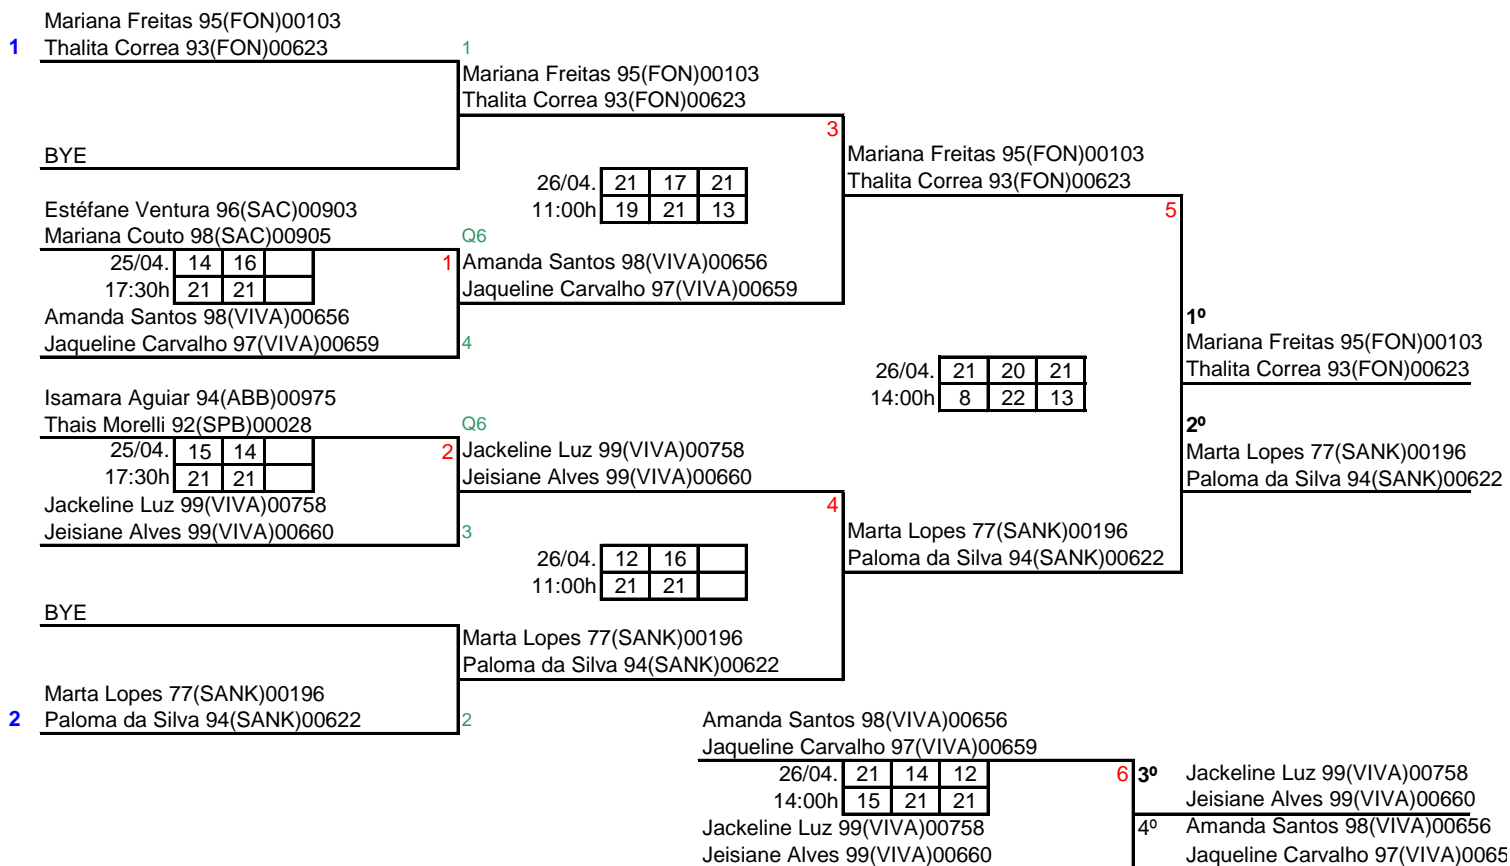 Mariana Freitas 95(FON)00103
1 Thalita Correa 93(FON)00623 1
Mariana Freitas 95(FON)00103
Thalita Correa 93(FON)00623
3
BYE
Mariana Freitas 95(FON)00103
26/04. 21 17 21
Thalita Correa 93(FON)00623
11:00h 19 21 13
5
Estéfane Ventura 96(SAC)00903
Mariana Couto 98(SAC)00905 Q6
25/04. 14 16 1 Amanda Santos 98(VIVA)00656
17:30h 21 21 Jaqueline Carvalho 97(VIVA)00659
Amanda Santos 98(VIVA)00656
Jaqueline Carvalho 97(VIVA)00659 4
1º
Mariana Freitas 95(FON)00103
26/04. 21 20 21 Thalita Correa 93(FON)00623
14:00h 8 22 13
Isamara Aguiar 94(ABB)00975
Thais Morelli 92(SPB)00028 Q6
2º
25/04. 15 14 2 Jackeline Luz 99(VIVA)00758
Marta Lopes 77(SANK)00196
17:30h 21 21 Jeisiane Alves 99(VIVA)00660
Paloma da Silva 94(SANK)00622
Jackeline Luz 99(VIVA)00758
4
Jeisiane Alves 99(VIVA)00660 3
Marta Lopes 77(SANK)00196
26/04. 12 16 Paloma da Silva 94(SANK)00622
11:00h 21 21
BYE
Marta Lopes 77(SANK)00196
Paloma da Silva 94(SANK)00622
Marta Lopes 77(SANK)00196
2 Paloma da Silva 94(SANK)00622 2
Amanda Santos 98(VIVA)00656
Jaqueline Carvalho 97(VIVA)00659
26/04. 21 14 12 6 3º Jackeline Luz 99(VIVA)00758
14:00h 15 21 21 Jeisiane Alves 99(VIVA)00660
Jackeline Luz 99(VIVA)00758 4º Amanda Santos 98(VIVA)00656
Jeisiane Alves 99(VIVA)00660 Jaqueline Carvalho 97(VIVA)0065